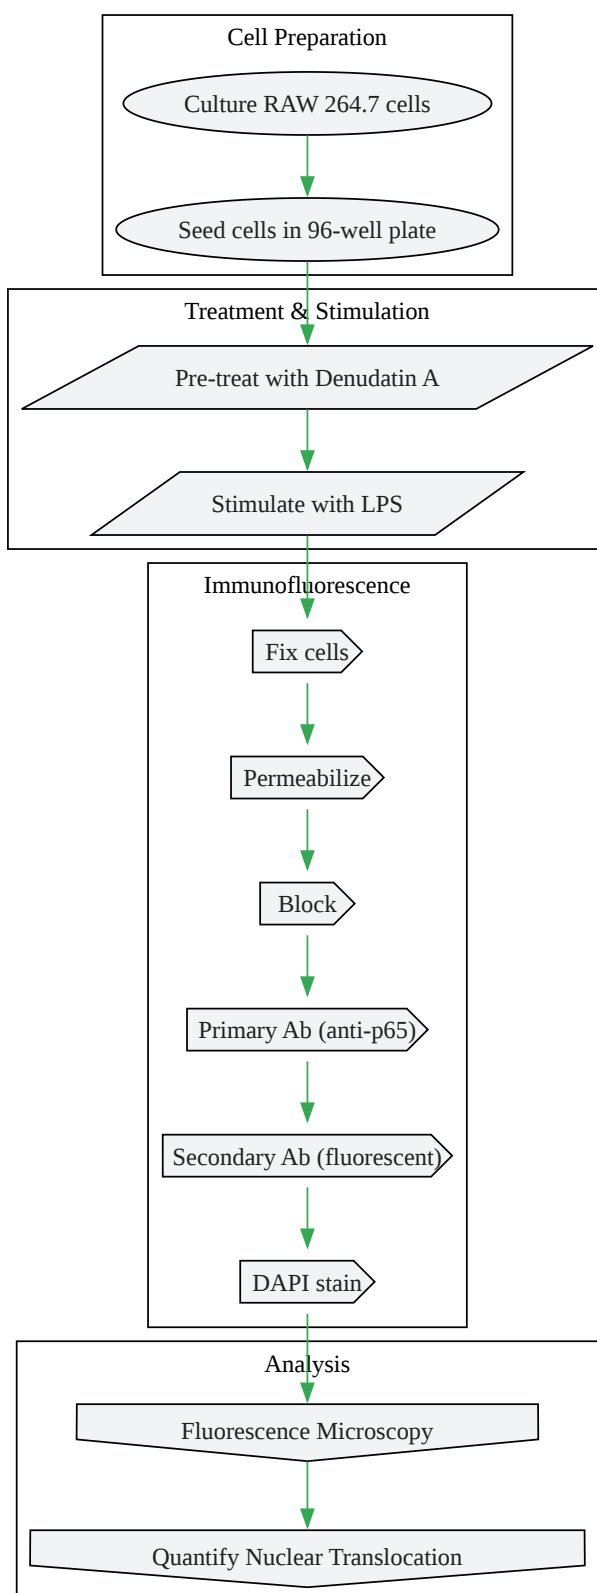 Cell Preparation
Culture RAW 264.7 cells
Seed cells in 96-well plate
Treatment & Stimulation
Pre-treat with Denudatin A
Stimulate with LPS
Immunofluorescence
Fix cells
Permeabilize
Block
Primary Ab (anti-p65)
Secondary Ab (fluorescent)
DAPI stain
Analysis
Fluorescence Microscopy
Quantify Nuclear Translocation